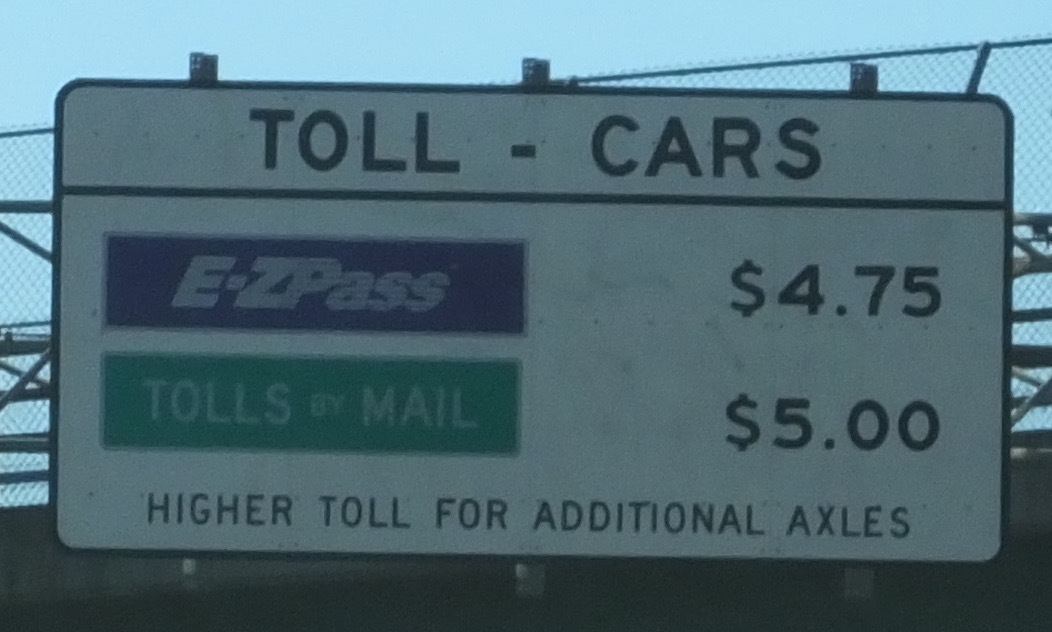 TOLL - CARS
E-ZPass $4.75
TOLLS BY MAIL $5.00
HIGHER TOLL FOR ADDITIONAL AXLES